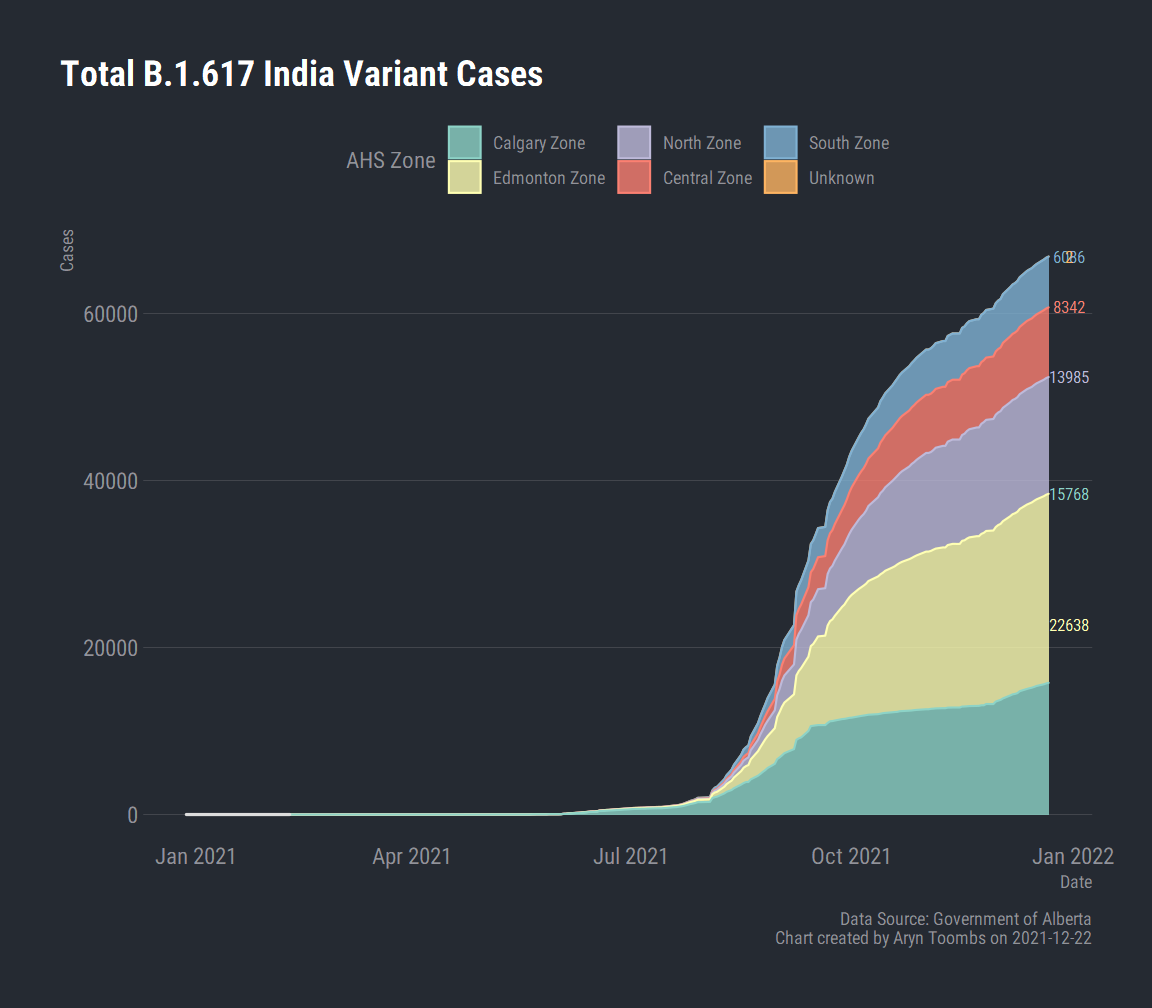 Total B.1.617 India Variant Cases
AHS Zone
Calgary Zone
North Zone
South Zone
Edmonton Zone
Central Zone
Unknown
Cases
60000
40000
20000
0
6086
2
8342
13985
15768
22638
Jan 2021
Apr 2021
Jul 2021
Oct 2021
Jan 2022
Date
Data Source: Government of Alberta
Chart created by Aryn Toombs on 2021-12-22